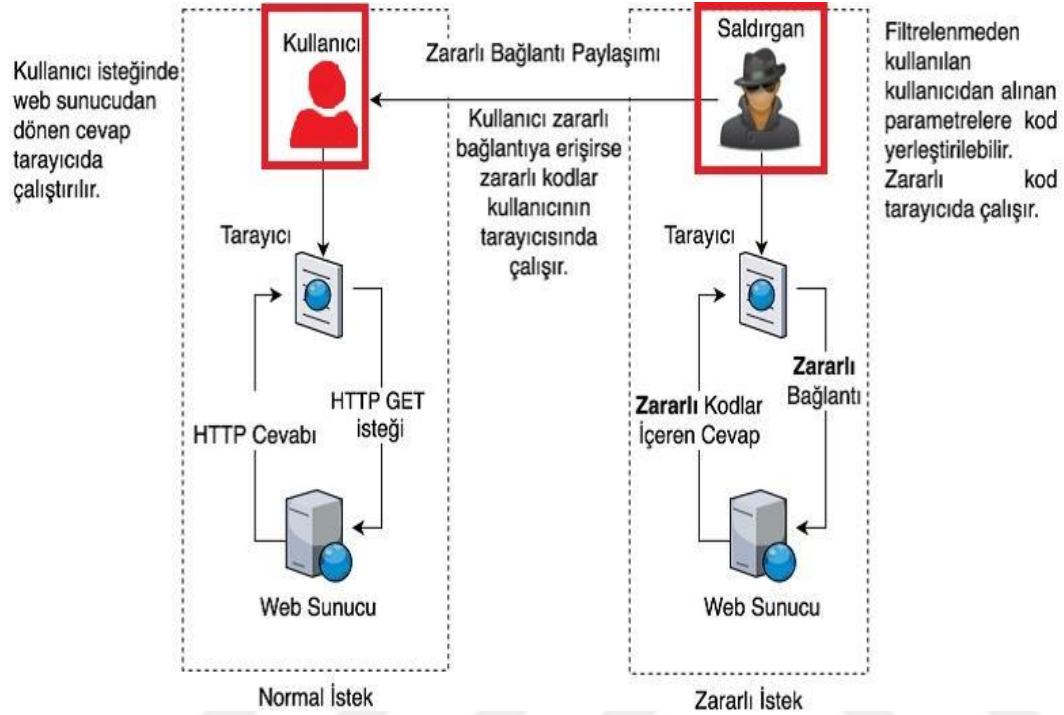 Kullanıcı
Saldırgan
Zararlı Bağlantı Paylaşımı
Kullanıcı isteğinde
web sunucudan
dönen cevap
tarayıcıda
çalıştırılır.
Kullanıcı zararlı
bağlantıya erişirse
zararlı kodlar
kullanıcının
tarayıcısında
çalışır.
Filtrelenmeden
kullanılan
kullanıcıdan alınan
parametrelere kod
yerleştirilebilir.
Zararlı kod
tarayıcıda çalışır.
Tarayıcı
HTTP GET
isteği
HTTP Cevabı
Web Sunucu
Normal İstek
Tarayıcı
Zararlı
Bağlantı
Zararlı Kodlar
İçeren Cevap
Web Sunucu
Zararlı İstek